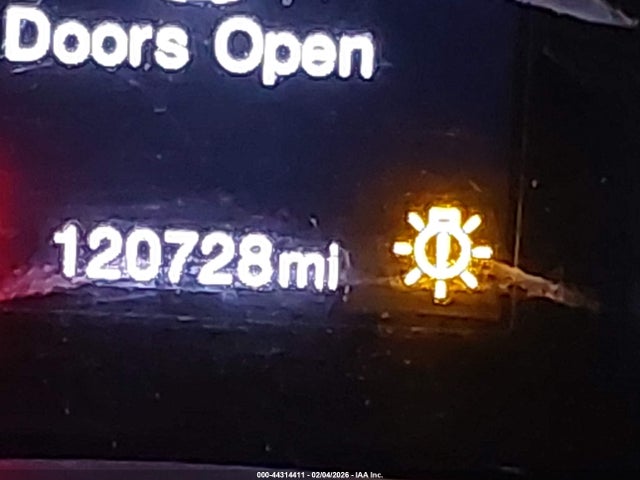 Doors Open
120728mi
000-44314411 - 02/04/2026 - IAA Inc.